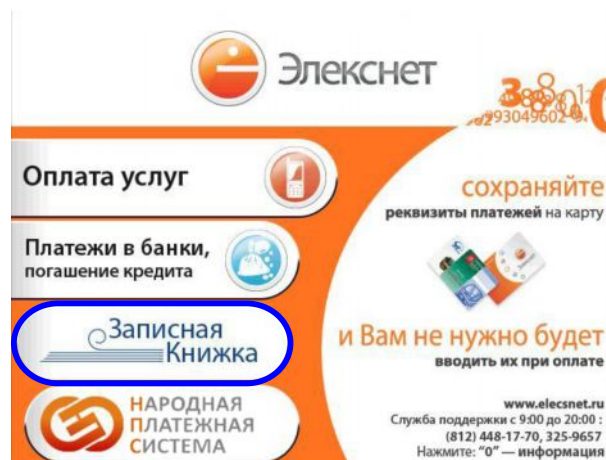 Элекснет
Оплата услуг
Платежи в банки,
погашение кредита
Записная
Книжка
НАРОДНАЯ
ПЛАТЕЖНАЯ
СИСТЕМА
сохраняйте
реквизиты платежей на карту
и Вам не нужно будет
вводить их при оплате
www.elecsnet.ru
Служба поддержки с 9:00 до 20:00 :
(812) 448-17-70, 325-9657
Нажмите: "0" — информация